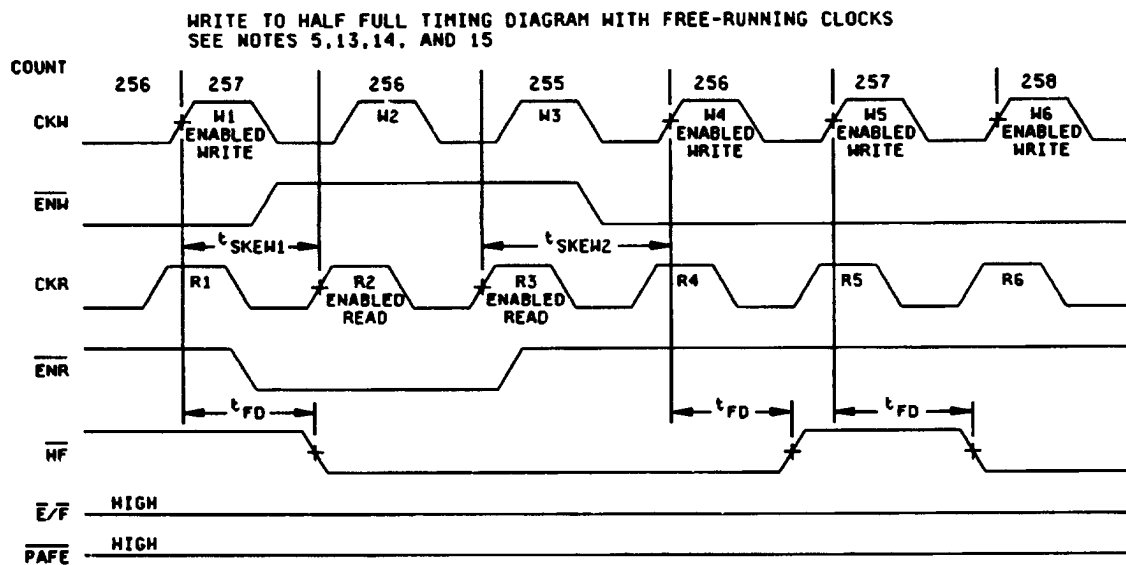 WRITE TO HALF FULL TIMING DIAGRAM WITH FREE-RUNNING CLOCKS
SEE NOTES 5,13,14, AND 15
COUNT
256 257 256 255 256 257 258
CKW
W1 ENABLED WRITE
W2
W3
W4 ENABLED WRITE
W5 ENABLED WRITE
W6 ENABLED WRITE
ENW
tSKEW1 tSKEW2
CKR
R1
R2 ENABLED READ
R3 ENABLED READ
R4
R5
R6
ENR
tFD tFD tFD
HF
E/F HIGH
PAFE HIGH